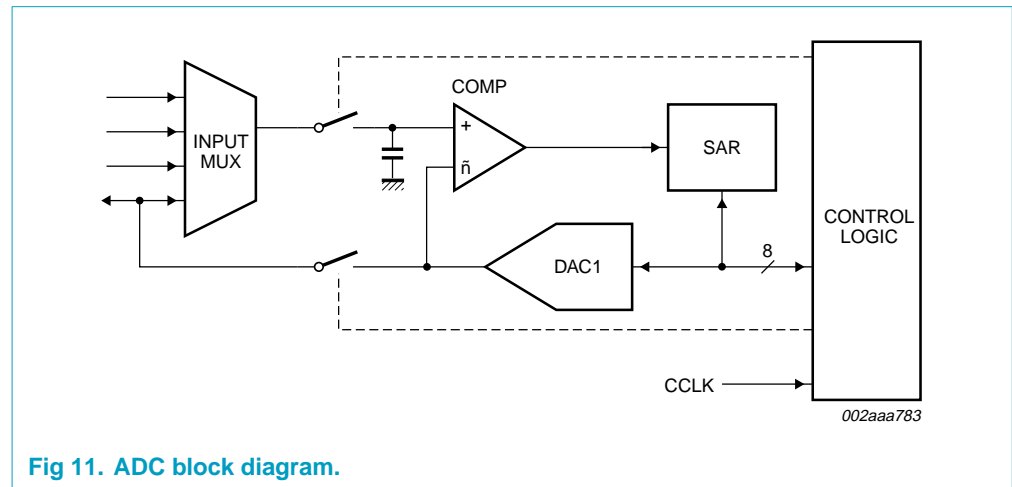 COMP
INPUT
MUX
+
ñ
SAR
CONTROL
LOGIC
DAC1
8
CCLK
002aaa783
Fig 11. ADC block diagram.